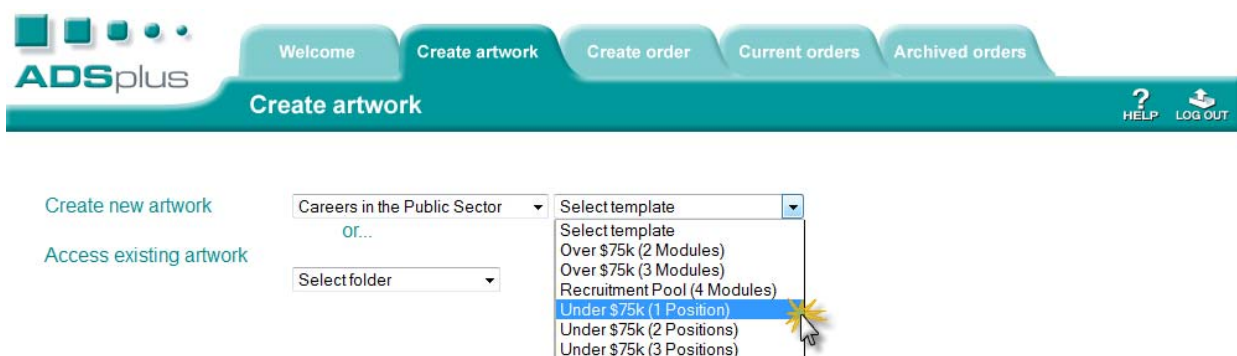 Welcome
Create artwork
Create order
Current orders
Archived orders
ADSplus
Create artwork
?
HELP
LOG OUT
Create new artwork
Careers in the Public Sector
Select template
or...
Select template
Over $75k (2 Modules)
Access existing artwork
Over $75k (3 Modules)
Select folder
Recruitment Pool (4 Modules)
Under $75k (1 Position)
Under $75k (2 Positions)
Under $75k (3 Positions)